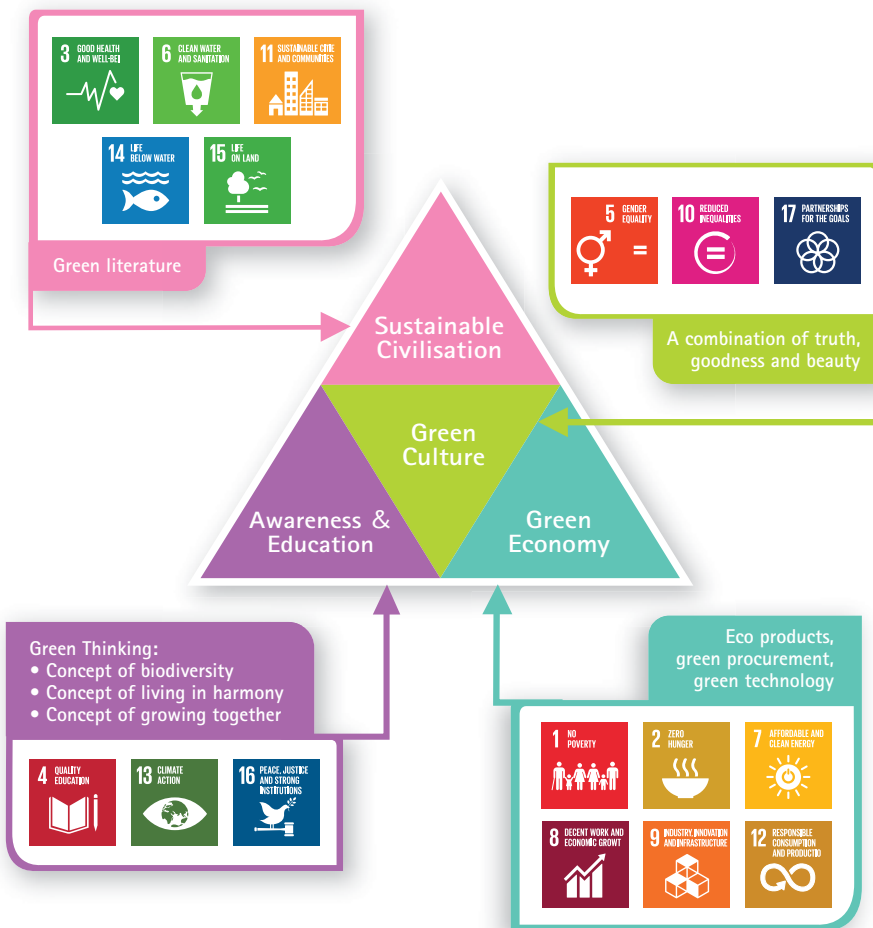 3 GOOD HEALTH
AND WELL-BEI
6 CLEAN WATER
AND SANITATION
11 SUSTAINABLE CITIE
AND COMMUNITIES
14 LIFE
BELOW WATER
15 LIFE
ON LAND
Green literature
5 GENDER
EQUALITY
10 REDUCED
INEQUALITIES
17 PARTNERSHIPS
FOR THE GOALS
A combination of truth,
goodness and beauty
Sustainable
Civilisation
Green
Culture
Awareness &
Education
Green
Economy
Green Thinking:
• Concept of biodiversity
• Concept of living in harmony
• Concept of growing together
4 QUALITY
EDUCATION
13 CLIMATE
ACTION
16 PEACE, JUSTICE
AND STRONG
INSTITUTIONS
Eco products,
green procurement,
green technology
1 NO
POVERTY
2 ZERO
HUNGER
7 AFFORDABLE AND
CLEAN ENERGY
8 DECENT WORK AND
ECONOMIC GROWT
9 INDUSTRY, INNOVATION
AND INFRASTRUCTURE
12 RESPONSIBLE
CONSUMPTION
AND PRODUCTIO